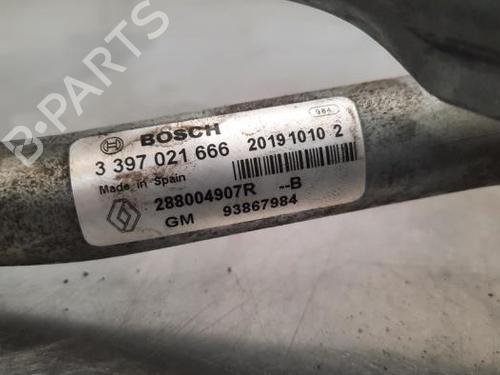 B-PARTS
984
BOSCH
3 397 021 666 20191010 2
Made in Spain
288004907R --B
GM 93867984